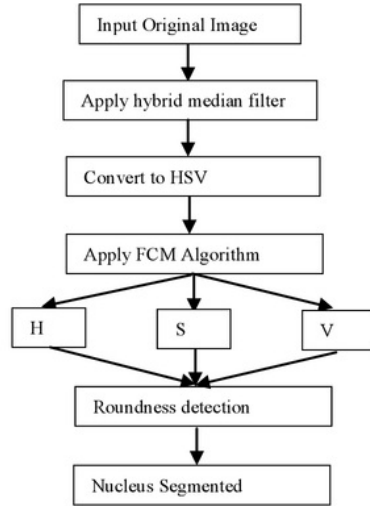 Input Original Image
Apply hybrid median filter
Convert to HSV
Apply FCM Algorithm
H
S
V
Roundness detection
Nucleus Segmented